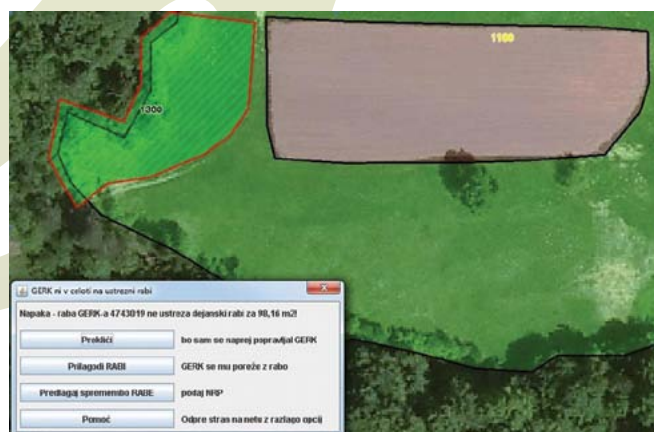 1160
1300
GERK ni v celoti na ustrezni rabi
Napaka - raba GERK-a 4743019 ne ustreza dejanski rabi za 98,16 m2!
Prekliči bo sam se naprej popravljal GERK
Prilagodi RABI GERK se mu poreže z rabo
Predlagaj spremembo RABE podaj NRP
Pomoč Odpre stran na netu z razlago opcij